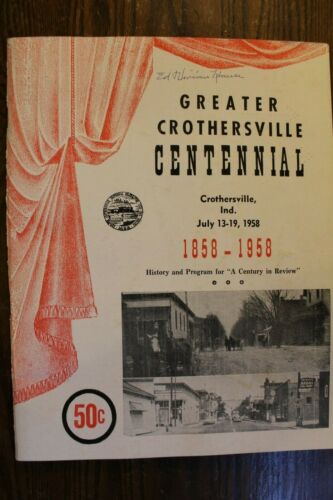 Ed
GREATER
CROTHERSVILLE
CENTENNIAL
Crothersville,
Ind.
July 13-19, 1958
1858 - 1958
History and Program for "A Century in Review"
50c